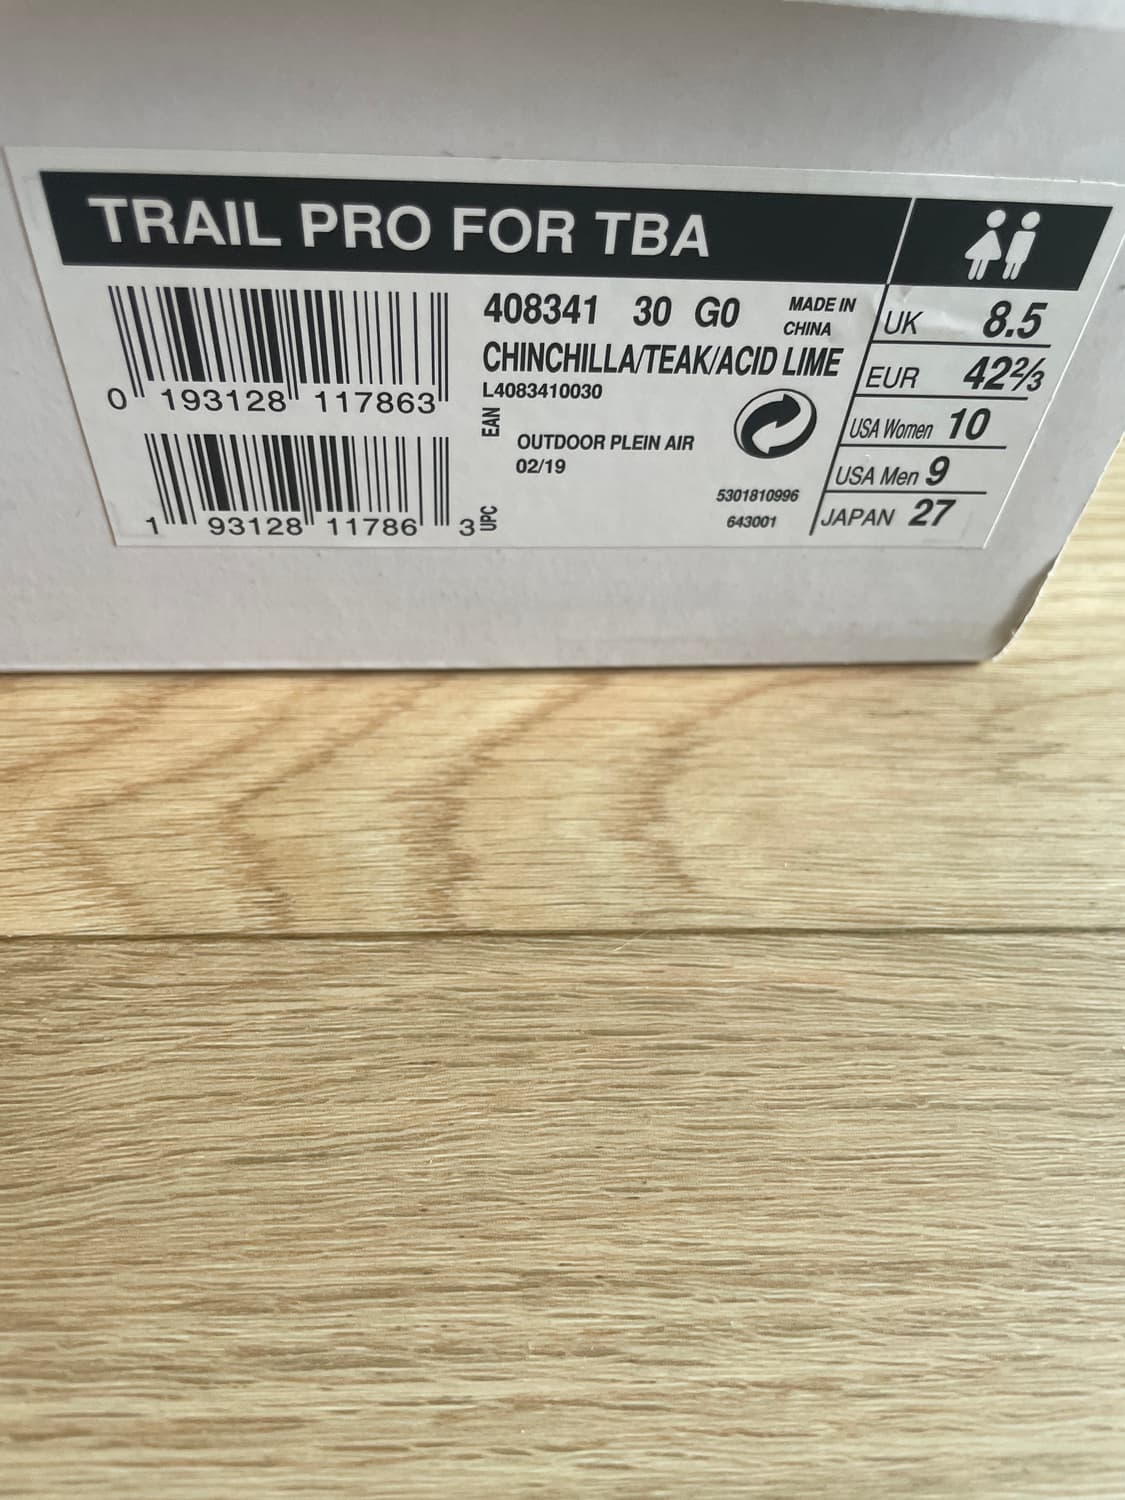 TRAIL PRO FOR TBA
0 193128 117863
EAN
1 93128 11786 3
UPC
408341 30 G0
MADE IN
CHINA
CHINCHILLA/TEAK/ACID LIME
L4083410030
OUTDOOR PLEIN AIR
02/19
5301810996
643001
UK 8.5
EUR 42⅔
USA Women 10
USA Men 9
JAPAN 27